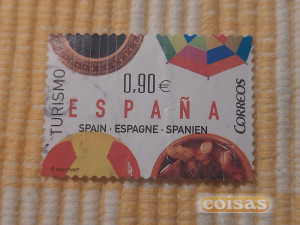 TURISMO
0,90€
ESPAÑA
CORREOS
SPAIN · ESPAGNE · SPANIEN
coisas